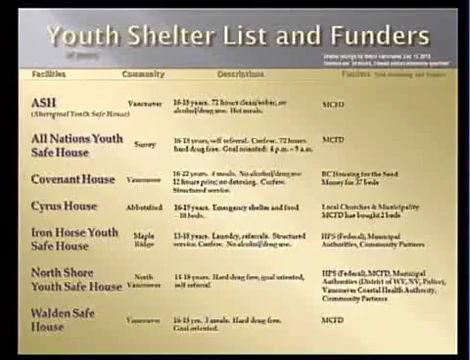 Youth Shelter List and Funders
Facilities Community Descriptions Funders
ASH
(Aboriginal Youth Safe House)
Vancouver
16-18 years. 72 hours clean/sober, no
alcohol/drug use. Hot meals.
MCFD
All Nations Youth
Safe House
Surrey
16-18 years, self referral. Curfew. 72 hours
hard drug free. Goal oriented: 4 p.m. - 9 a.m.
MCFD
Covenant House
Vancouver
16-22 years. 4 meals. No alcohol/drug use
12 hours prior; no detoxing. Curfew.
Structured service.
BC Housing for the Seed
Money for 37 beds
Cyrus House
Abbotsford
16-19 years. Emergency shelter and food
- 10 beds.
Local Churches & Municipality
MCFD has bought 2 beds
Iron Horse Youth
Safe House
Maple
Ridge
13-18 years. Laundry, referrals. Structured
service. Curfew. No alcohol/drug use.
HPS (Federal), MCFD, Municipal
Authorities, Community Partners
North Shore
Youth Safe House
North
Vancouver
Hard drug free, goal oriented,
self referral.
HPS (Federal), MCFD, Municipal
Authorities (District of WV, NV, Police),
Vancouver Coastal Health Authority,
Community Partners
Walden Safe
House
Vancouver
16-18 yrs. 3 meals. Hard drug free.
Goal oriented.
MCFD